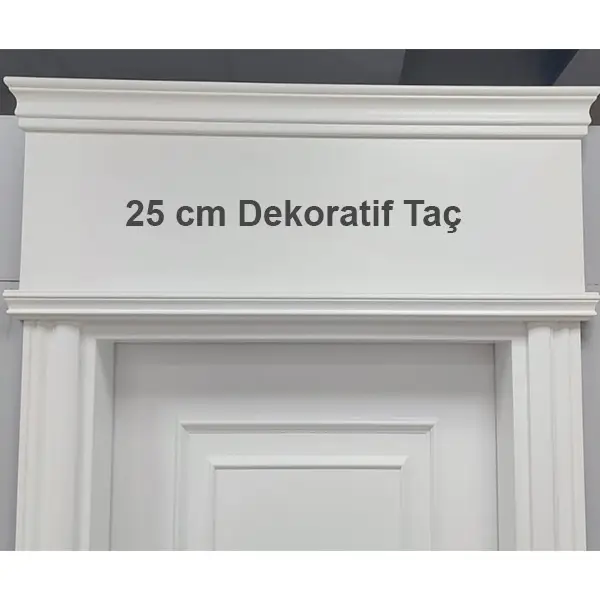 25 cm Dekoratif Taç